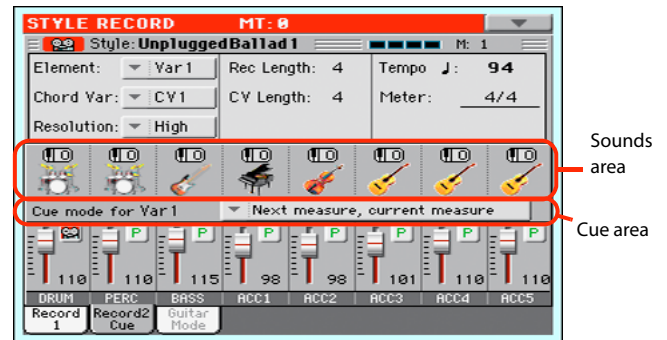 STYLE RECORD MT: 0
Style: UnpluggedBallad1 M: 1
Element: Var1 Rec Length: 4 Tempo ♩: 94
Chord Var: CV1 CV Length: 4 Meter: 4/4
Resolution: High
Sounds area
Cue mode for Var1 Next measure, current measure
Cue area
P P P P P P P
110 110 115 98 98 101 110 110
DRUM PERC BASS ACC1 ACC2 ACC3 ACC4 ACC5
Record 1 Record2 Cue Guitar Mode